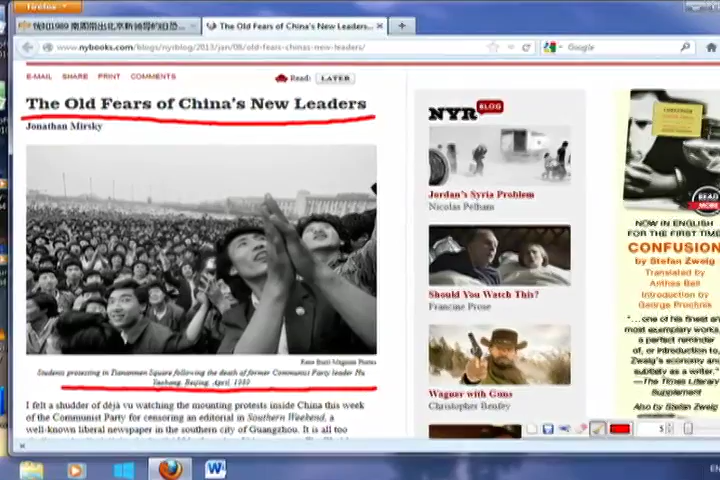 Firefox
The Old Fears of China's New Leaders...
www.nybooks.com/blogs/nyrblog/2013/jan/08/old-fears-chinas-new-leaders/
Google
E-MAIL SHARE PRINT COMMENTS
Read: LATER
The Old Fears of China's New Leaders
Jonathan Mirsky
Students protesting in Tiananmen Square following the death of former Communist Party leader Hu
Yaobang, Beijing, April 1989
I felt a shudder of déjà vu watching the mounting protests inside China this week
of the Communist Party for censoring an editorial in Southern Weekend, a
well-known liberal newspaper in the southern city of Guangzhou. It is all too
NYR BLOG
Jordan's Syria Problem
Nicolas Pelham
Should You Watch This?
Francine Prose
Wagner with Guns
Christopher Benfey
READ MORE
NOW IN ENGLISH
FOR THE FIRST TIME
CONFUSION
by Stefan Zweig
Translated by
Anthea Bell
Introduction by
George Prochnik
"...one of his finest and
most exemplary works,
a perfect reminder
of, or introduction to,
Zweig's economy and
subtlety as a writer."
—The Times Literary
Supplement
Also by Stefan Zweig
5
EN